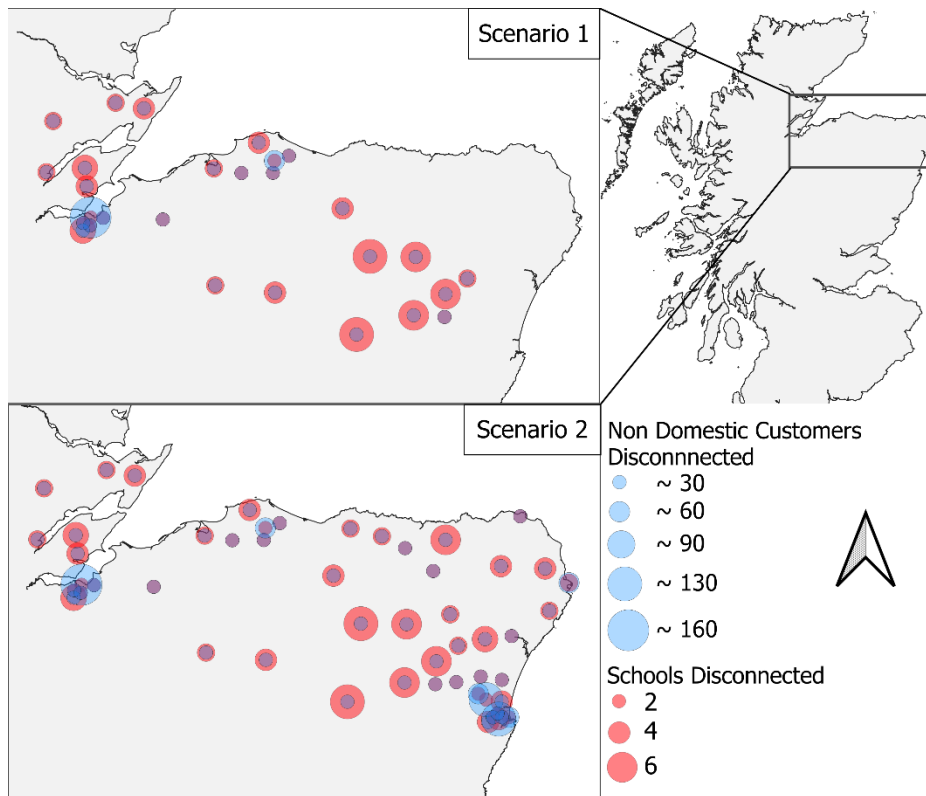 Scenario 1
Scenario 2
Non Domestic Customers
Disconnnected
~ 30
~ 60
~ 90
~ 130
~ 160
Schools Disconnected
2
4
6